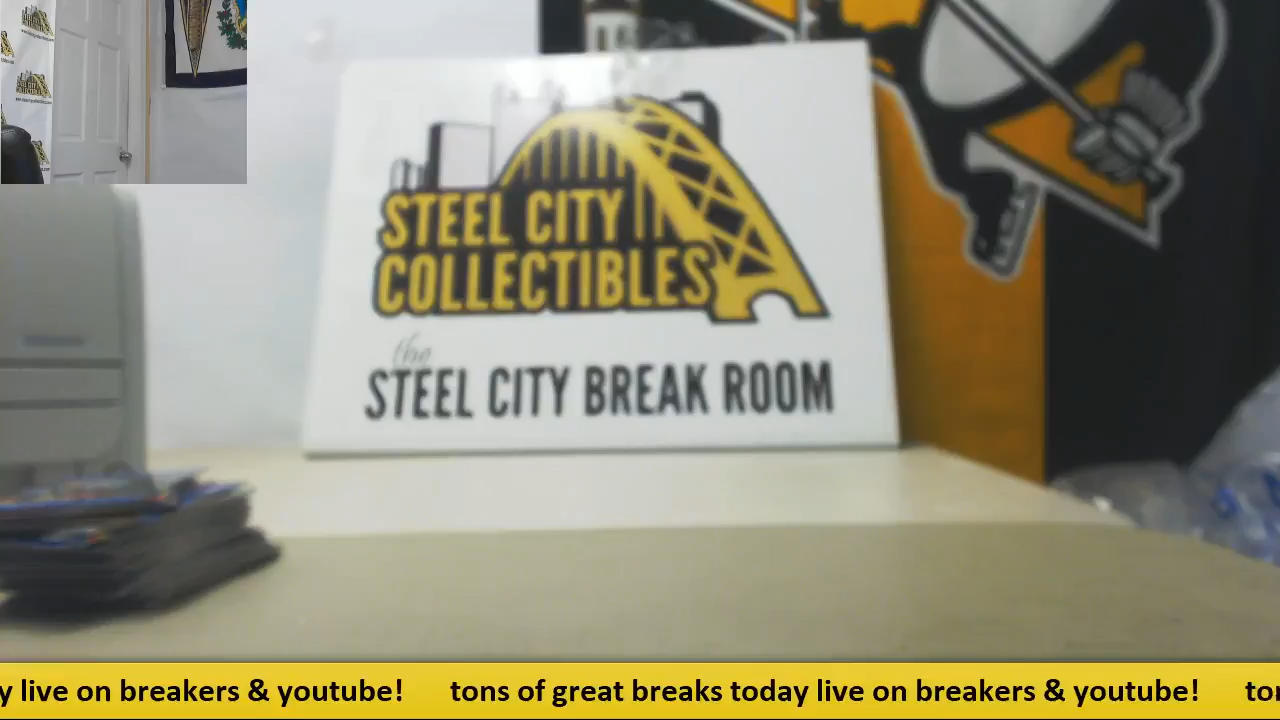 STEEL CITY
COLLECTIBLES
the
STEEL CITY BREAK ROOM
y live on breakers & youtube! tons of great breaks today live on breakers & youtube! to